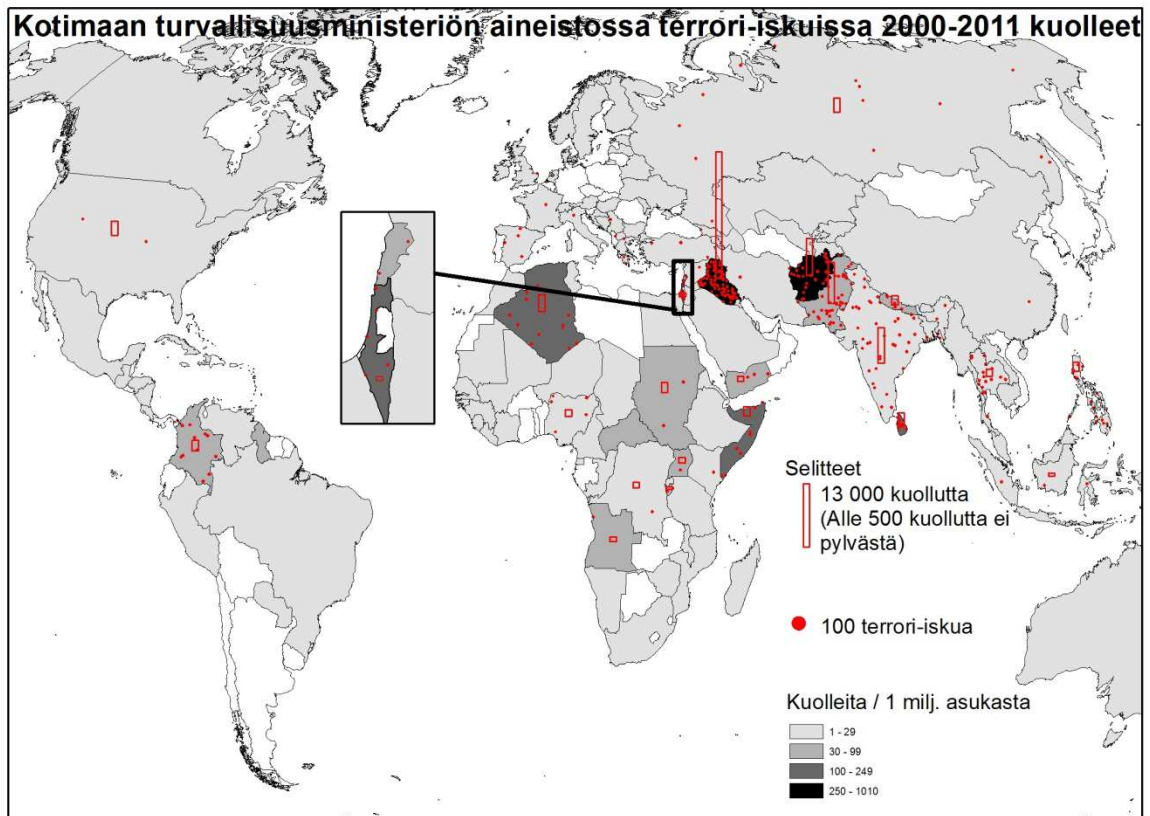 Kotimaan turvallisuusministeriön aineistossa terrori-iskuissa 2000-2011 kuolleet
Selitteet
13 000 kuollutta
(Alle 500 kuollutta ei
pylvästä)
100 terrori-iskua
Kuolleita / 1 milj. asukasta
1 - 29
30 - 99
100 - 249
250 - 1010